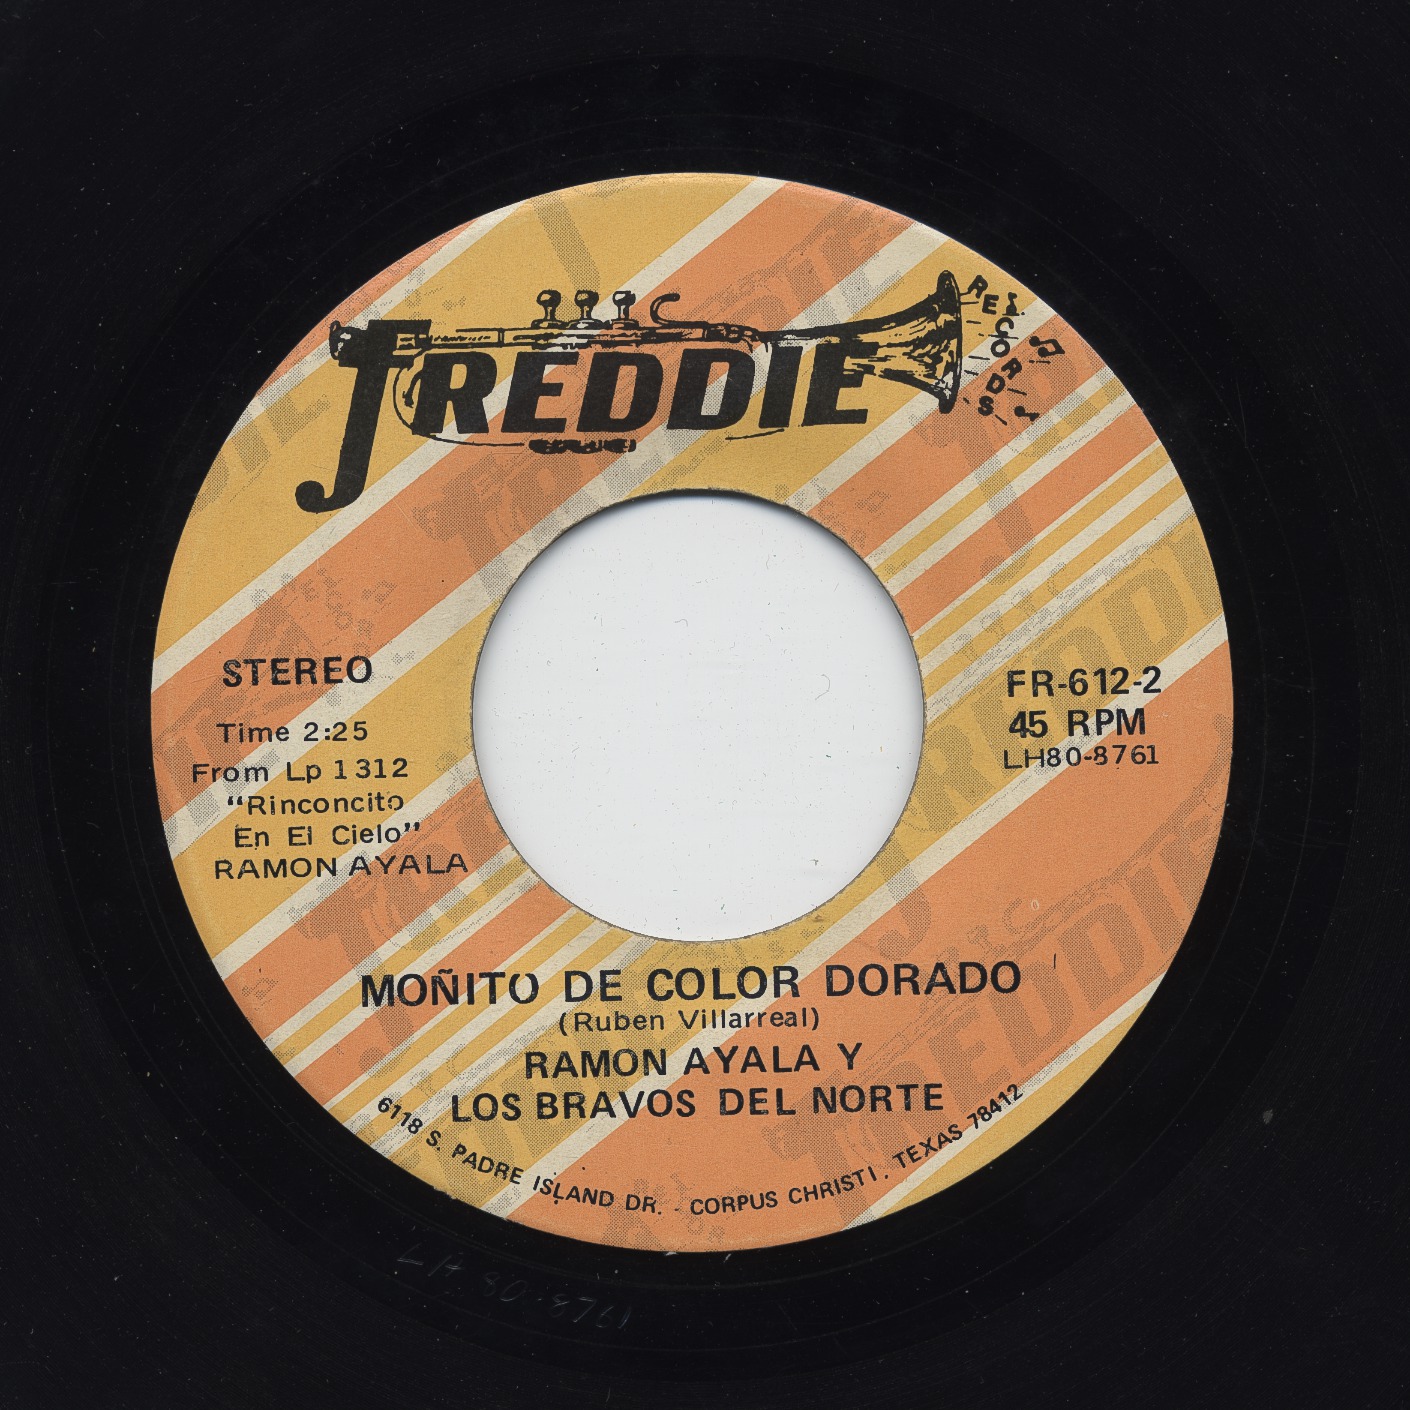 FREDDIE
RECORDS
STEREO
Time 2:25
From Lp 1312
“Rinconcito
En El Cielo”
RAMON AYALA
FR-612-2
45 RPM
LH80-8761
MOÑITO DE COLOR DORADO
(Ruben Villarreal)
RAMON AYALA Y
LOS BRAVOS DEL NORTE
6118 S. PADRE ISLAND DR. - CORPUS CHRISTI, TEXAS 78412
LH 80-8761